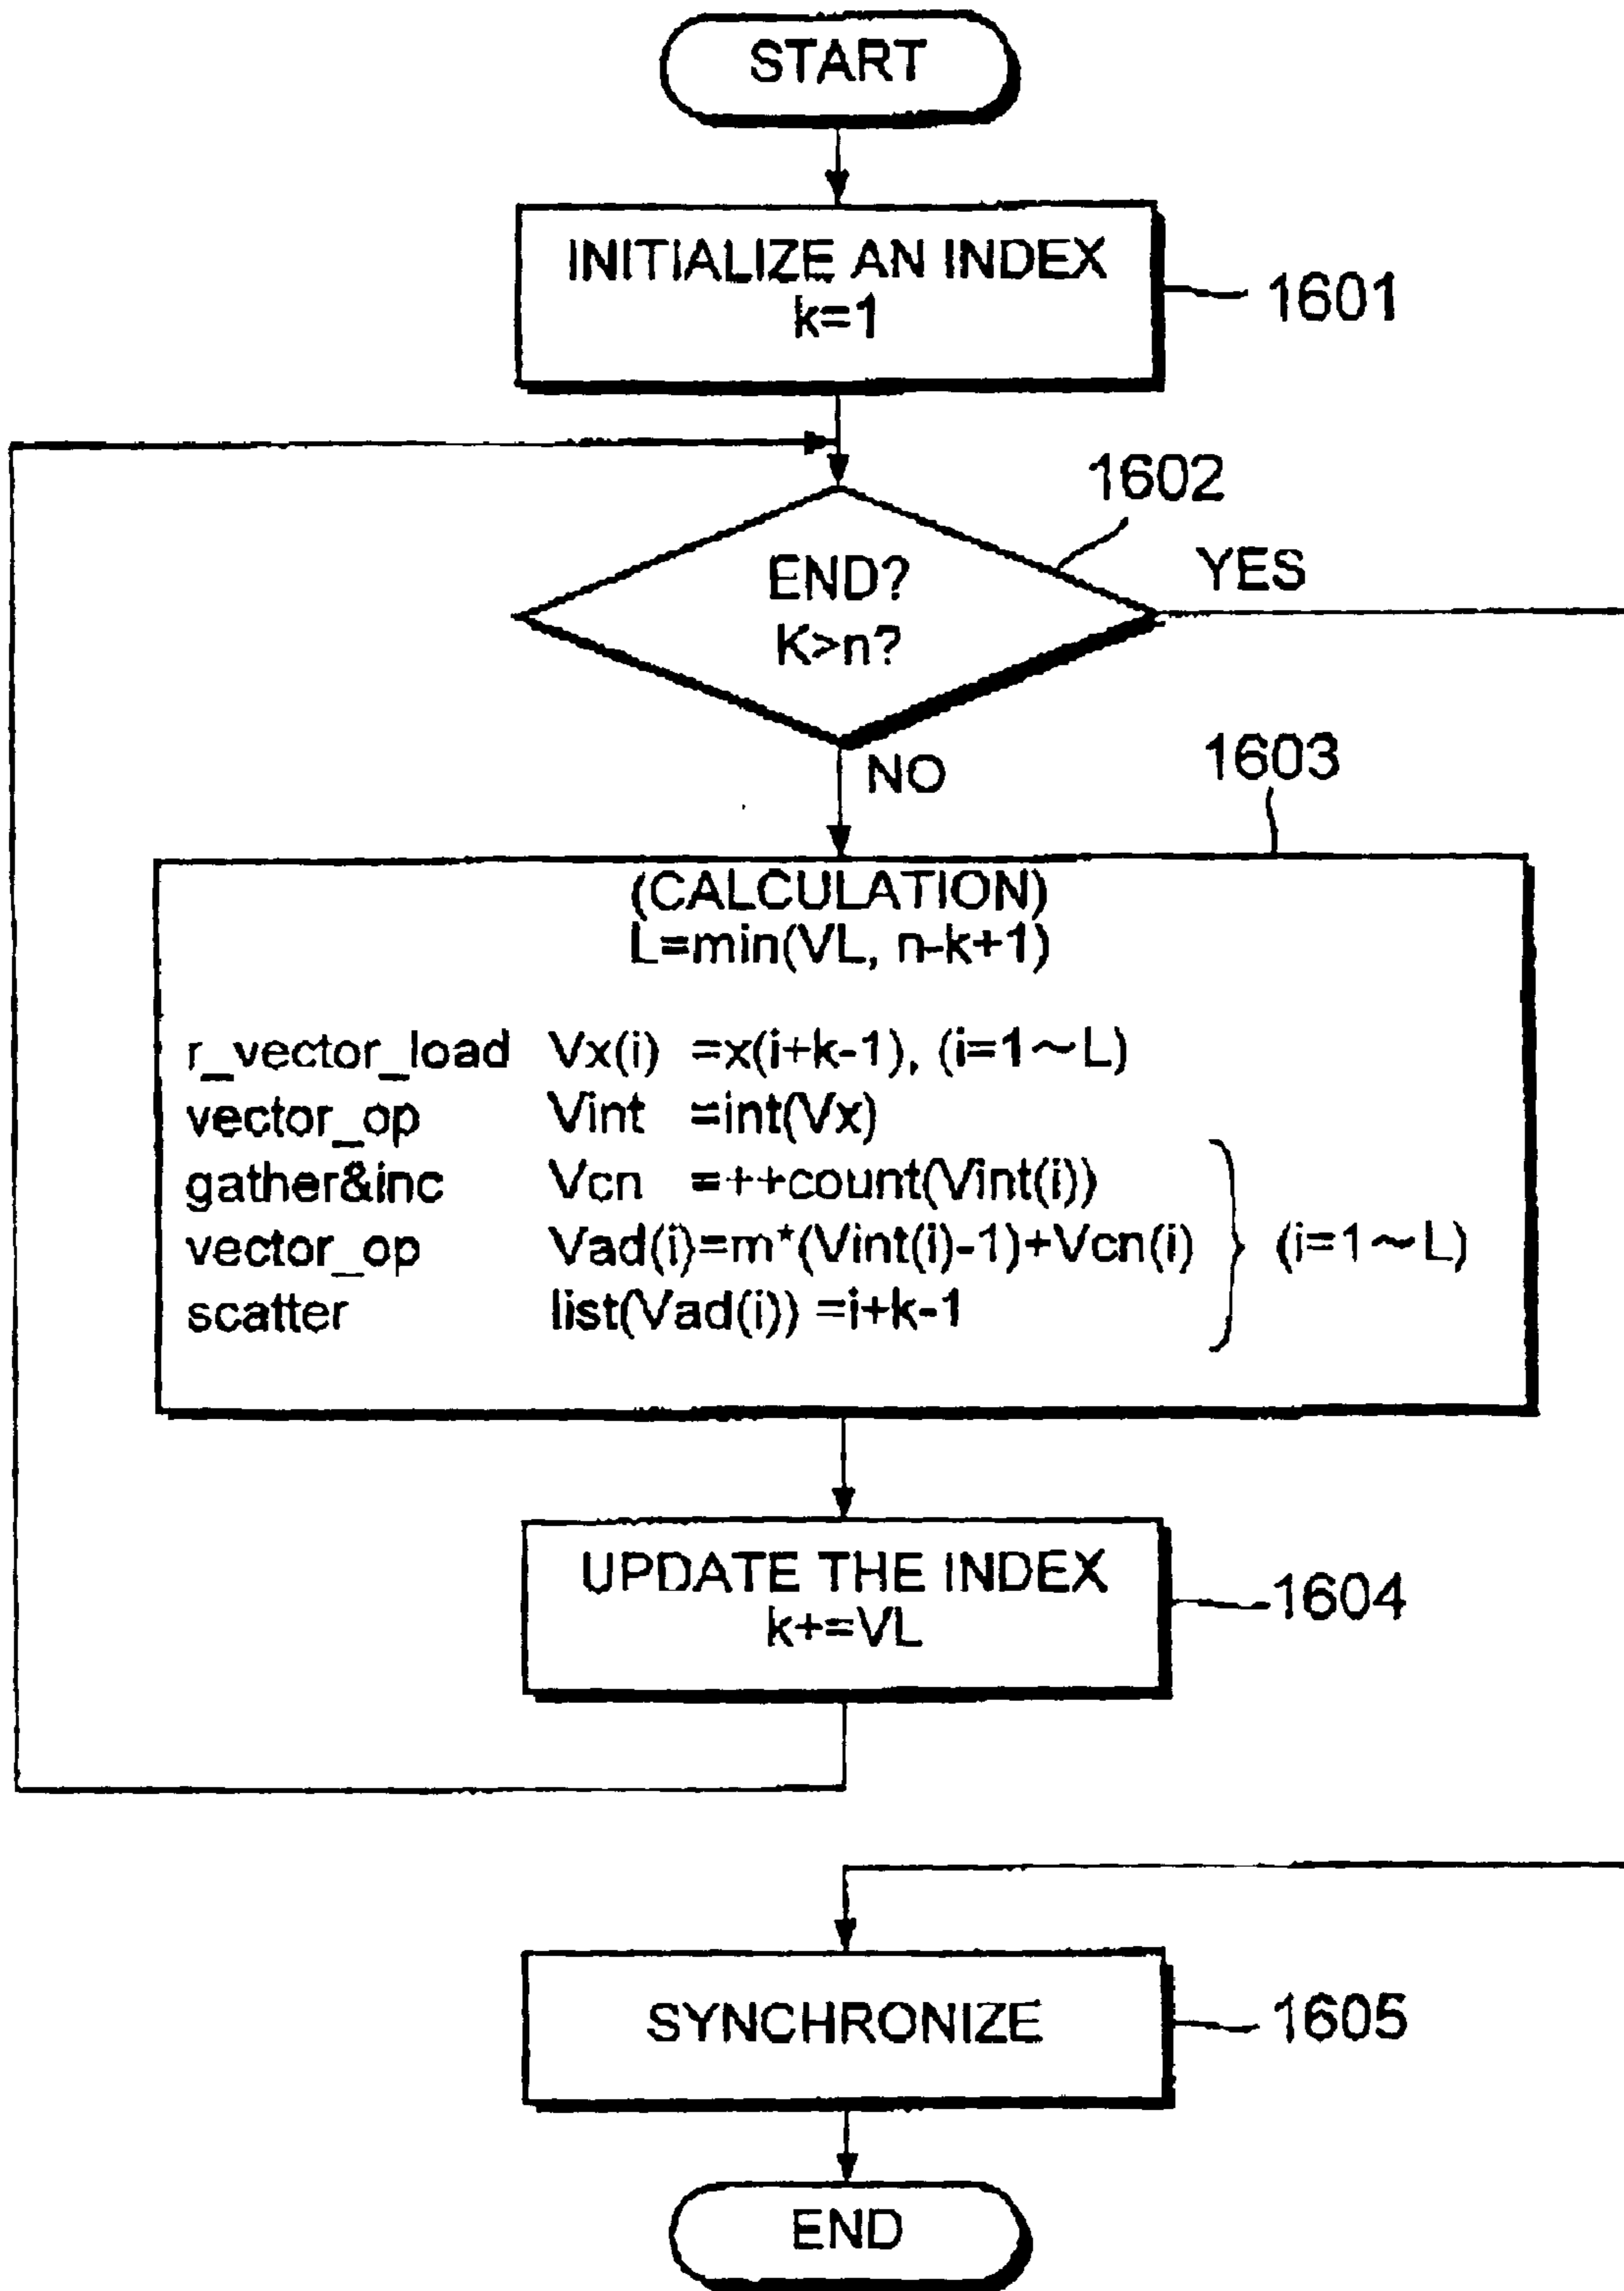 START
INITIALIZE AN INDEX
k=1
1601
1602
END?
K>n?
YES
NO
1603
(CALCULATION)
L=min(VL, n-k+1)
r_vector_load Vx(i) =x(i+k-1), (i=1~L)
vector_op Vint =int(Vx)
gather&inc Vcn =++count(Vint(i))
vector_op Vad(i)=m*(Vint(i)-1)+Vcn(i)
(i=1~L)
scatter list(Vad(i)) =i+k-1
UPDATE THE INDEX
k+=VL
1604
SYNCHRONIZE
1605
END